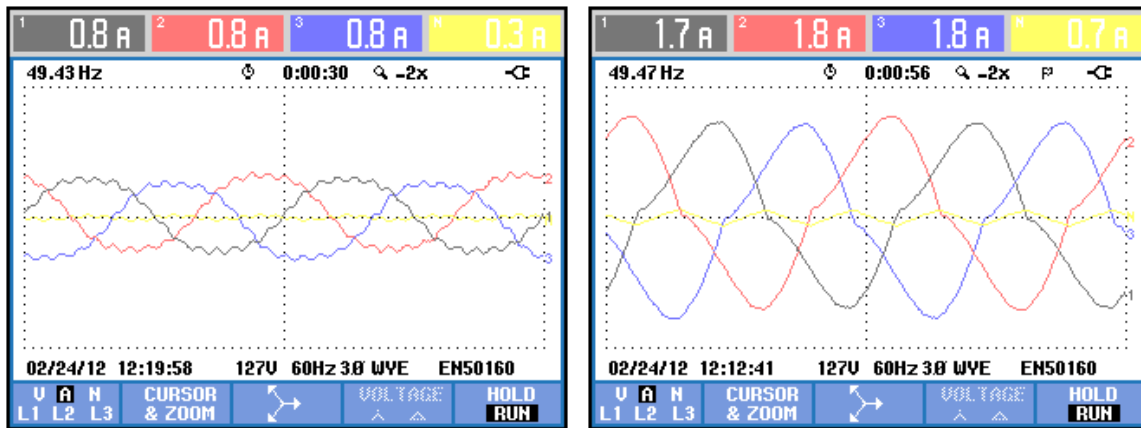 1 0.8 A 2 0.8 A 3 0.8 A N 0.3 A
49.43 Hz 0:00:30 -2x
2
1
3
02/24/12 12:19:58 127V 60Hz 3Ø WYE EN50160
V A N
L1 L2 L3
CURSOR
& ZOOM
VOLTAGE
HOLD
RUN
1 1.7 A 2 1.8 A 3 1.8 A N 0.7 A
49.47 Hz 0:00:56 -2x P
2
N
3
1
02/24/12 12:12:41 127V 60Hz 3Ø WYE EN50160
V A N
L1 L2 L3
CURSOR
& ZOOM
VOLTAGE
HOLD
RUN